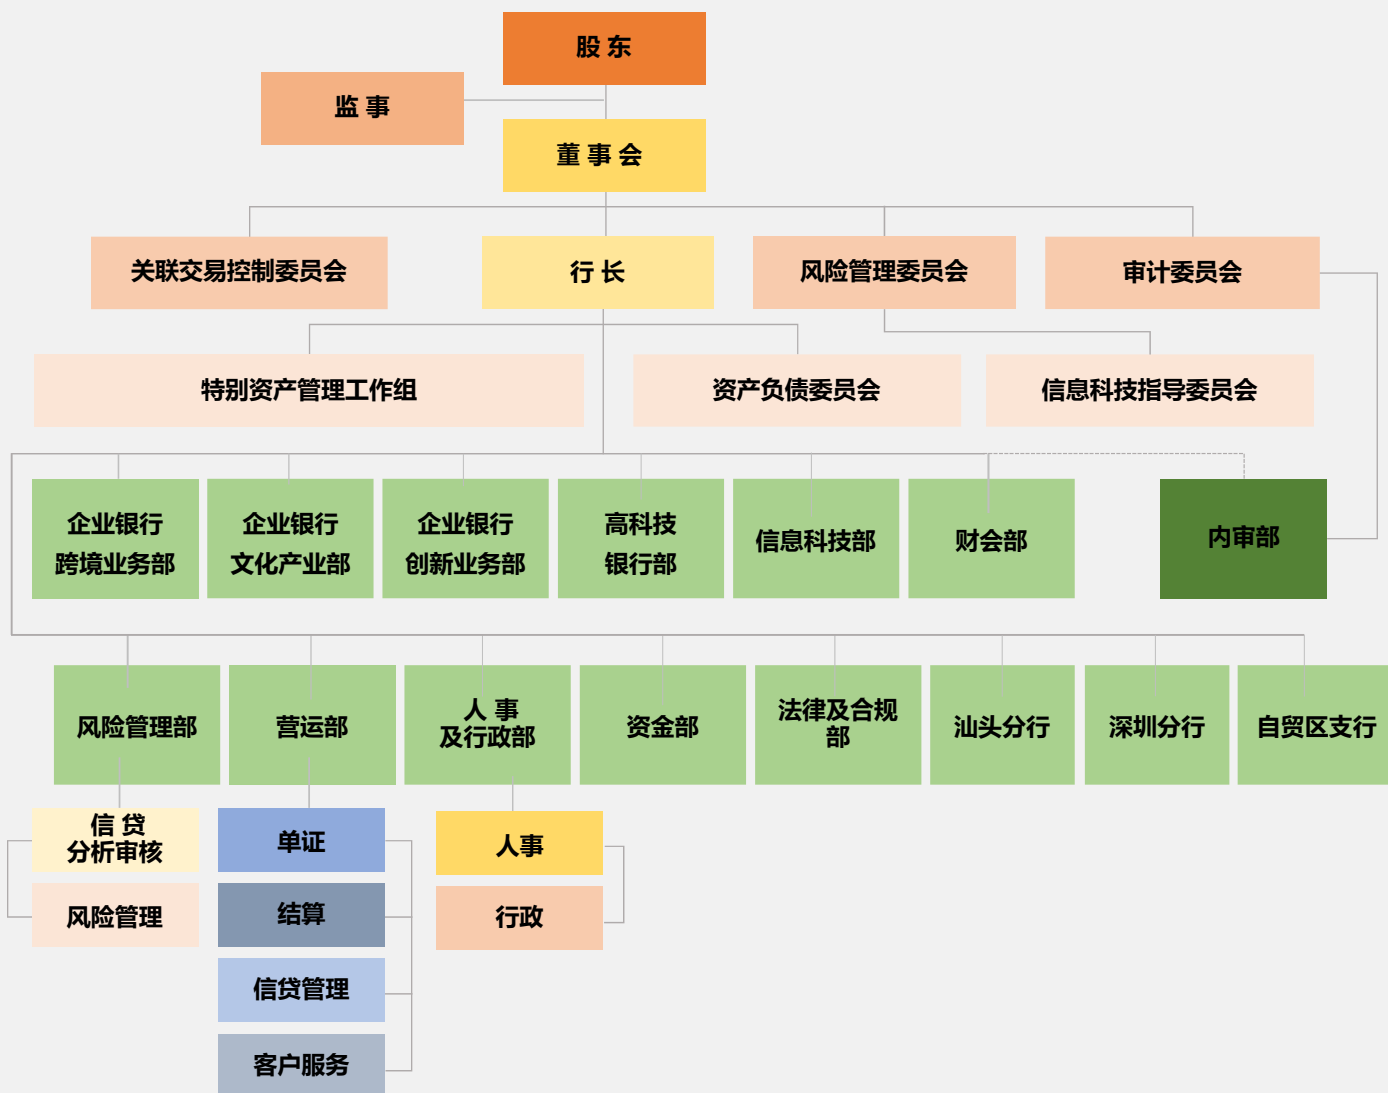 股 东
监 事
董 事 会
关联交易控制委员会
行 长
风险管理委员会
审计委员会
特别资产管理工作组
资产负债委员会
信息科技指导委员会
企业银行
跨境业务部
企业银行
文化产业部
企业银行
创新业务部
高科技
银行部
信息科技部
财会部
内审部
风险管理部
营运部
人 事
及行政部
资金部
法律及合规
部
汕头分行
深圳分行
自贸区支行
信 贷
分析审核
风险管理
单证
结算
信贷管理
客户服务
人事
行政